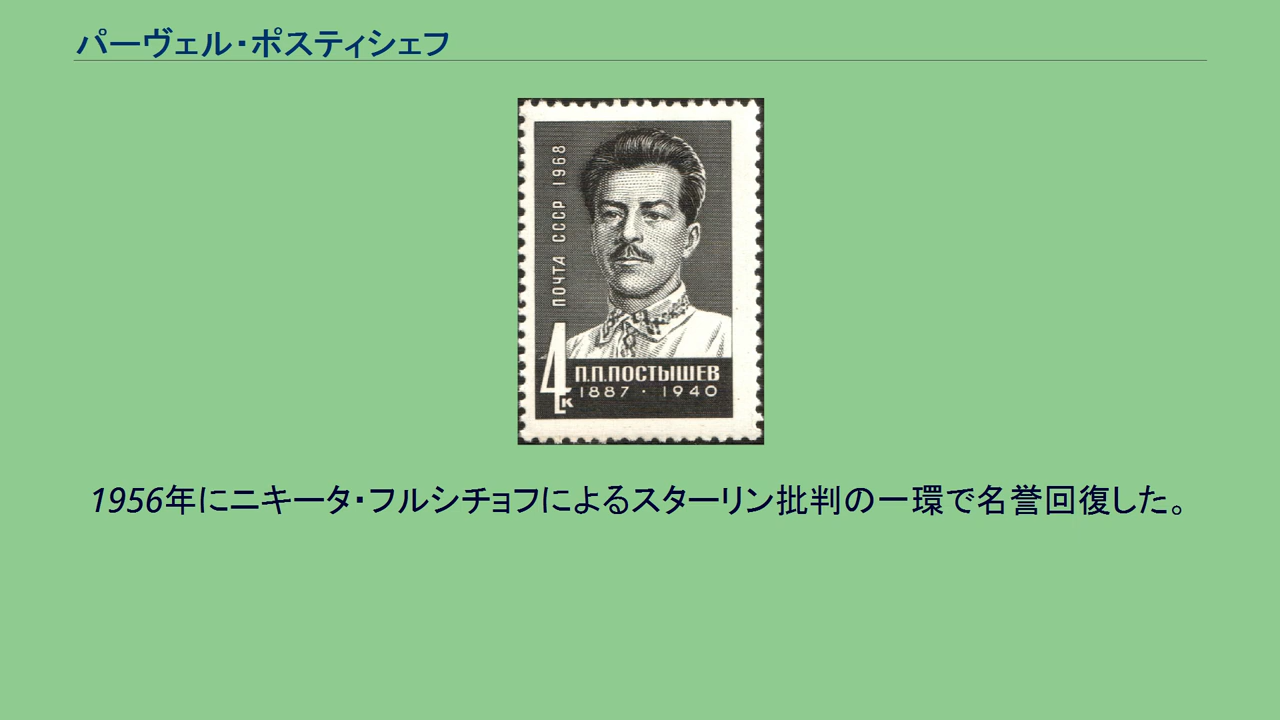 パーヴェル・ポスティシェフ
ПОЧТА СССР 1968
4к
П.П.ПОСТЫШЕВ
1887 · 1940
1956年にニキータ・フルシチョフによるスターリン批判の一環で名誉回復した。